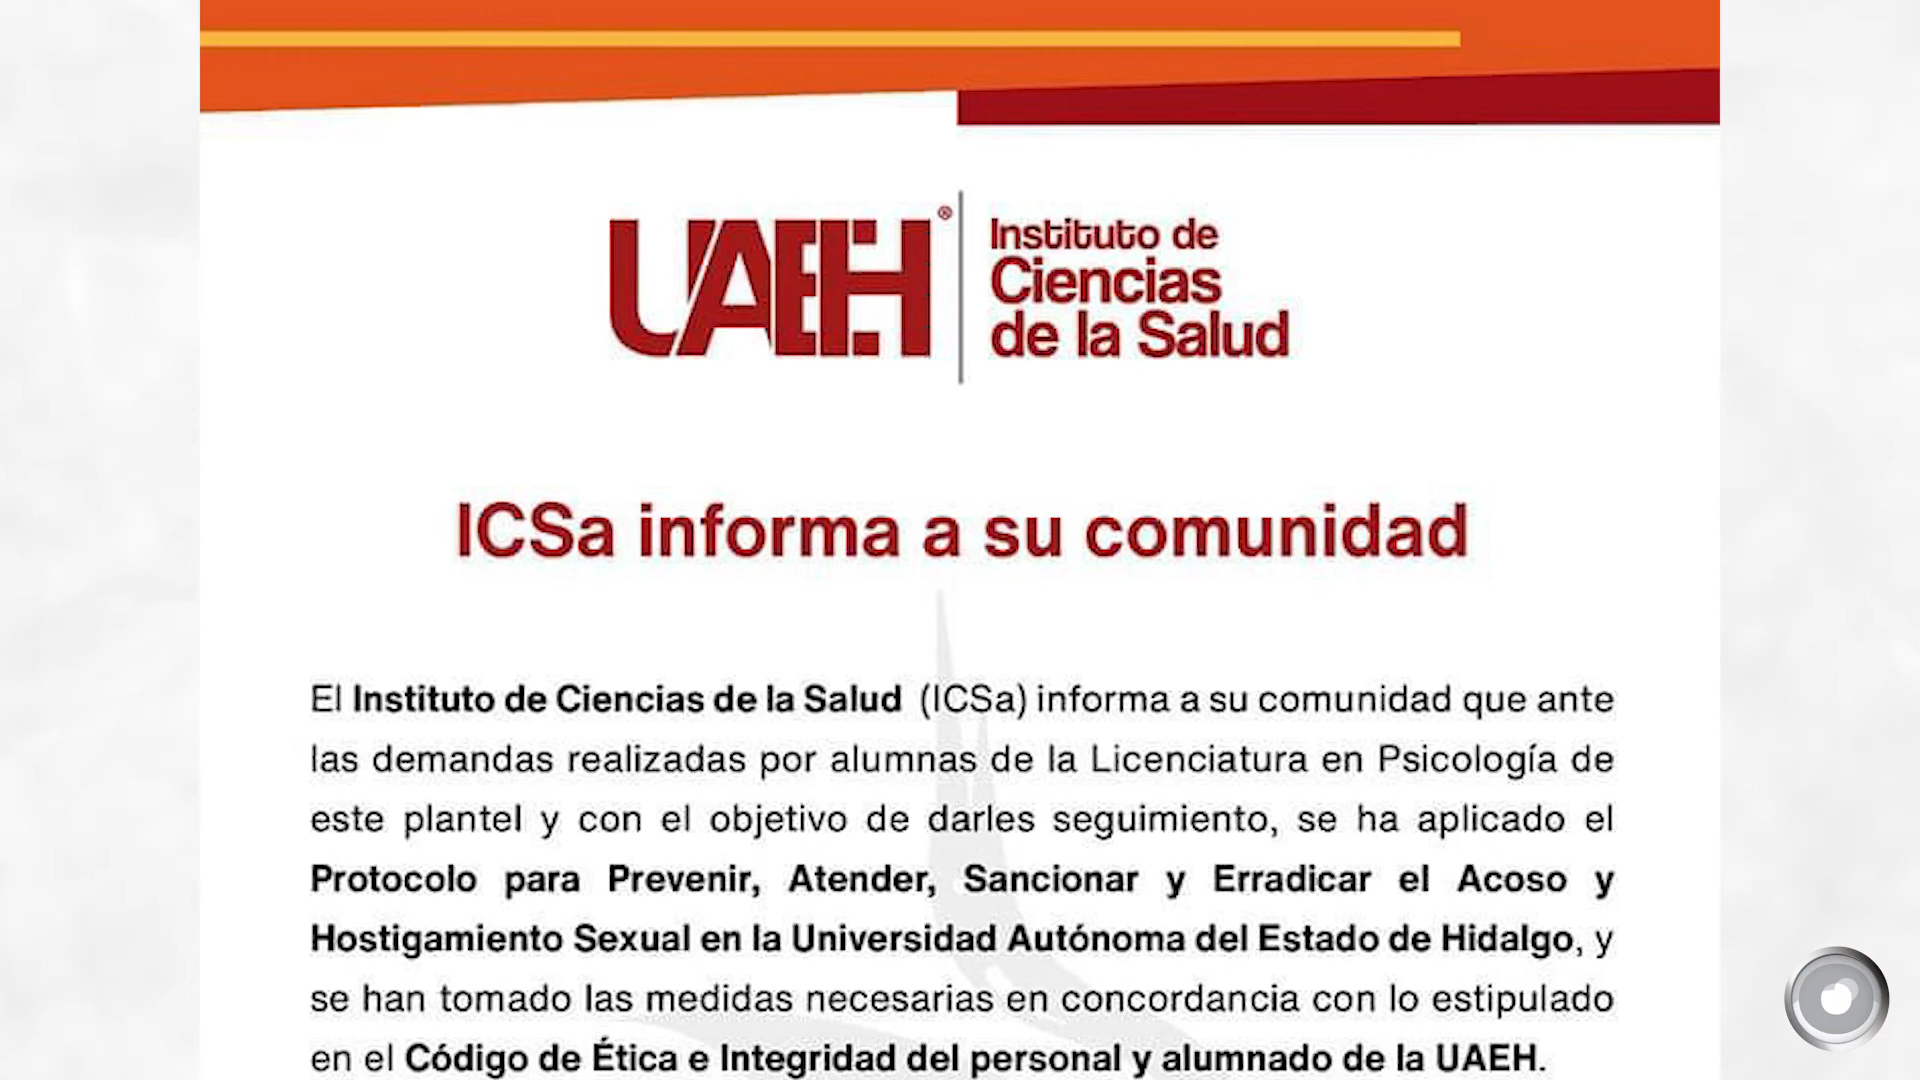 UAEH®
Instituto de
Ciencias
de la Salud
ICSa informa a su comunidad
El Instituto de Ciencias de la Salud (ICSa) informa a su comunidad que ante
las demandas realizadas por alumnas de la Licenciatura en Psicología de
este plantel y con el objetivo de darles seguimiento, se ha aplicado el
Protocolo para Prevenir, Atender, Sancionar y Erradicar el Acoso y
Hostigamiento Sexual en la Universidad Autónoma del Estado de Hidalgo, y
se han tomado las medidas necesarias en concordancia con lo estipulado
en el Código de Ética e Integridad del personal y alumnado de la UAEH.